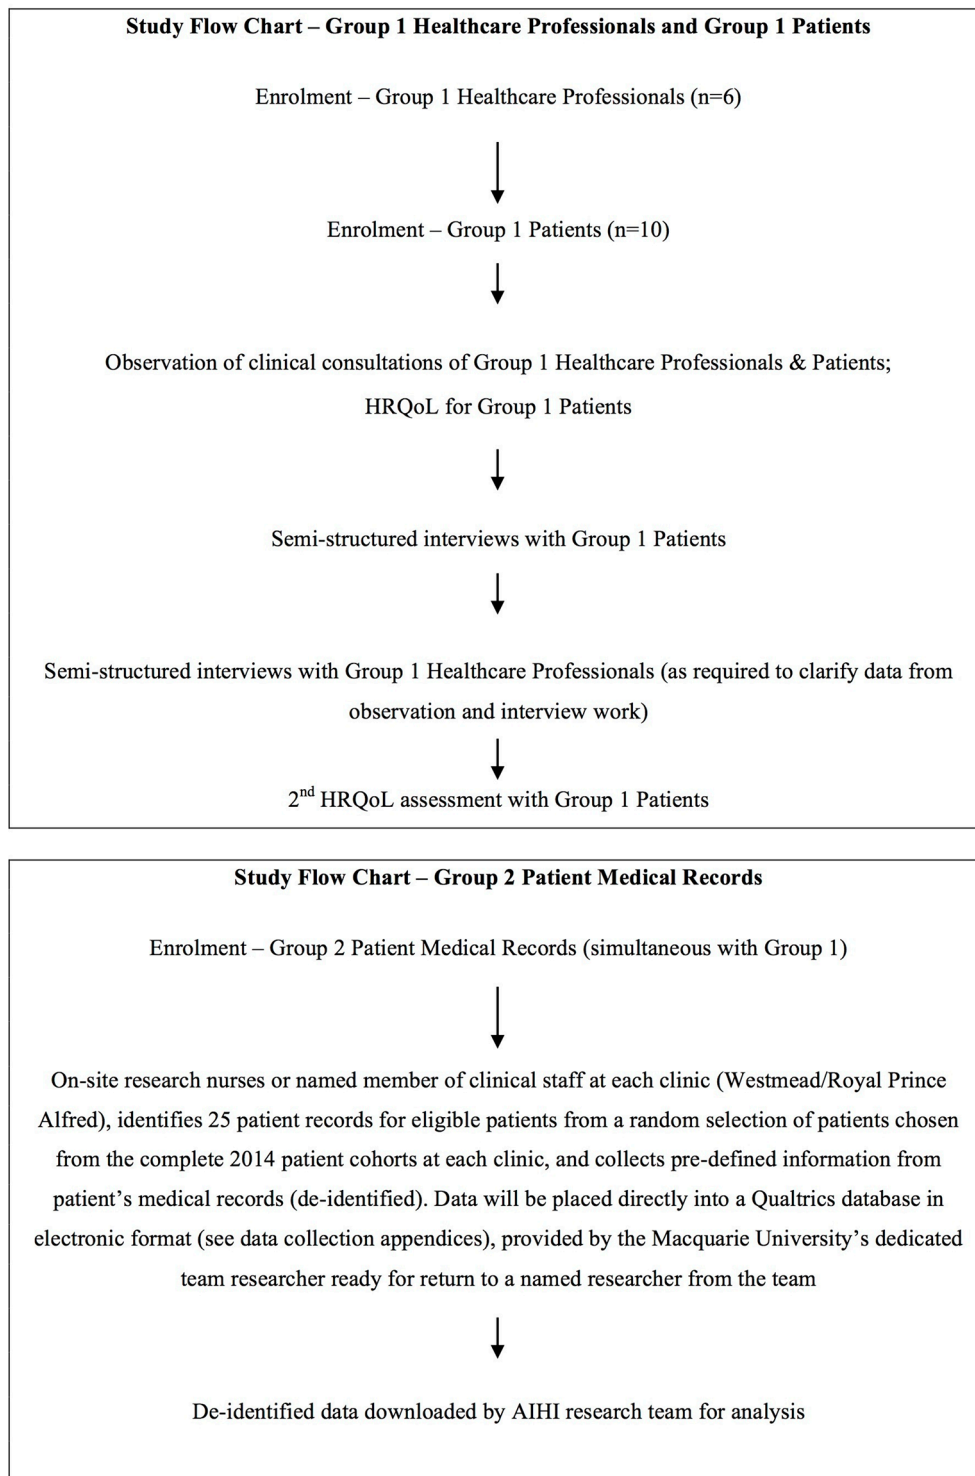 Study Flow Chart – Group 1 Healthcare Professionals and Group 1 Patients
Enrolment – Group 1 Healthcare Professionals (n=6)
Enrolment – Group 1 Patients (n=10)
Observation of clinical consultations of Group 1 Healthcare Professionals & Patients;
HRQoL for Group 1 Patients
Semi-structured interviews with Group 1 Patients
Semi-structured interviews with Group 1 Healthcare Professionals (as required to clarify data from
observation and interview work)
2nd HRQoL assessment with Group 1 Patients
Study Flow Chart – Group 2 Patient Medical Records
Enrolment – Group 2 Patient Medical Records (simultaneous with Group 1)
On-site research nurses or named member of clinical staff at each clinic (Westmead/Royal Prince
Alfred), identifies 25 patient records for eligible patients from a random selection of patients chosen
from the complete 2014 patient cohorts at each clinic, and collects pre-defined information from
patient’s medical records (de-identified). Data will be placed directly into a Qualtrics database in
electronic format (see data collection appendices), provided by the Macquarie University’s dedicated
team researcher ready for return to a named researcher from the team
De-identified data downloaded by AIHI research team for analysis